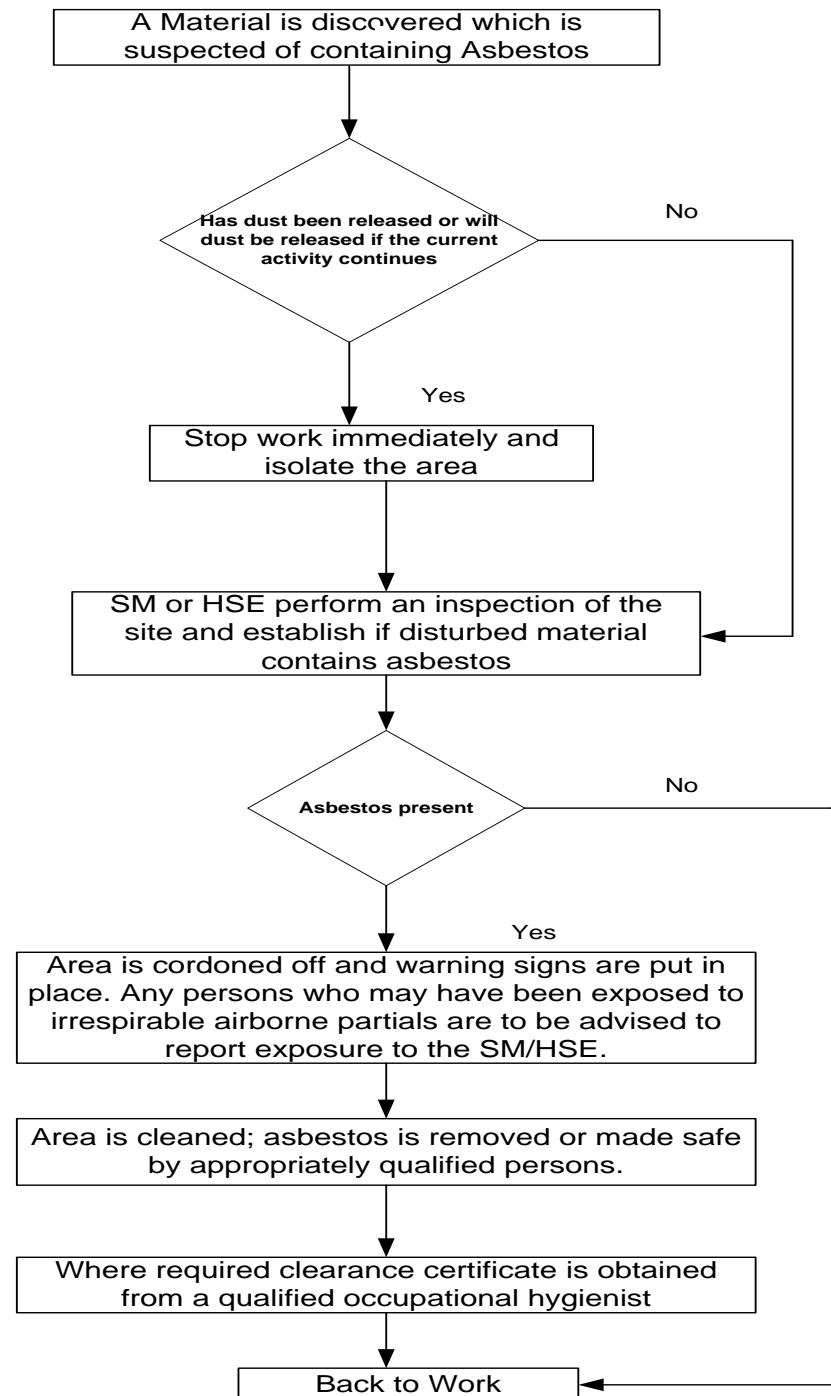 A Material is discovered which is
suspected of containing Asbestos
Has dust been released or will
dust be released if the current
activity continues
No
Yes
Stop work immediately and
isolate the area
SM or HSE perform an inspection of the
site and establish if disturbed material
contains asbestos
Asbestos present
No
Yes
Area is cordoned off and warning signs are put in
place. Any persons who may have been exposed to
irrespirable airborne partials are to be advised to
report exposure to the SM/HSE.
Area is cleaned; asbestos is removed or made safe
by appropriately qualified persons.
Where required clearance certificate is obtained
from a qualified occupational hygienist
Back to Work